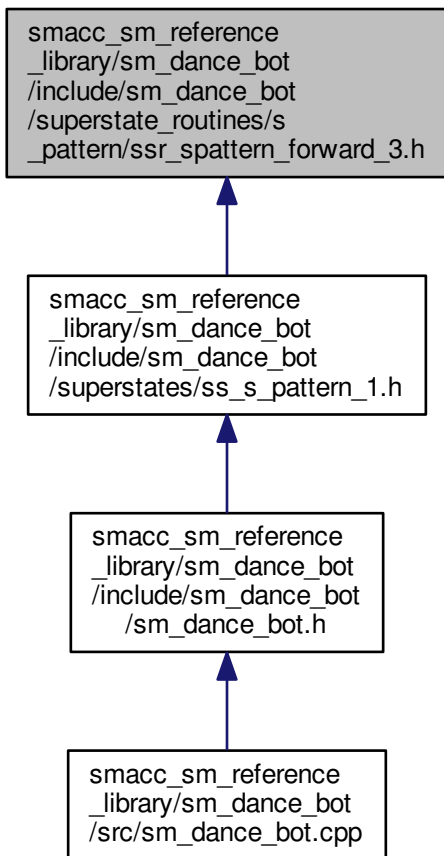 smacc_sm_reference
_library/sm_dance_bot
/include/sm_dance_bot
/superstate_routines/s
_pattern/ssr_spattern_forward_3.h
smacc_sm_reference
_library/sm_dance_bot
/include/sm_dance_bot
/superstates/ss_s_pattern_1.h
smacc_sm_reference
_library/sm_dance_bot
/include/sm_dance_bot
/sm_dance_bot.h
smacc_sm_reference
_library/sm_dance_bot
/src/sm_dance_bot.cpp